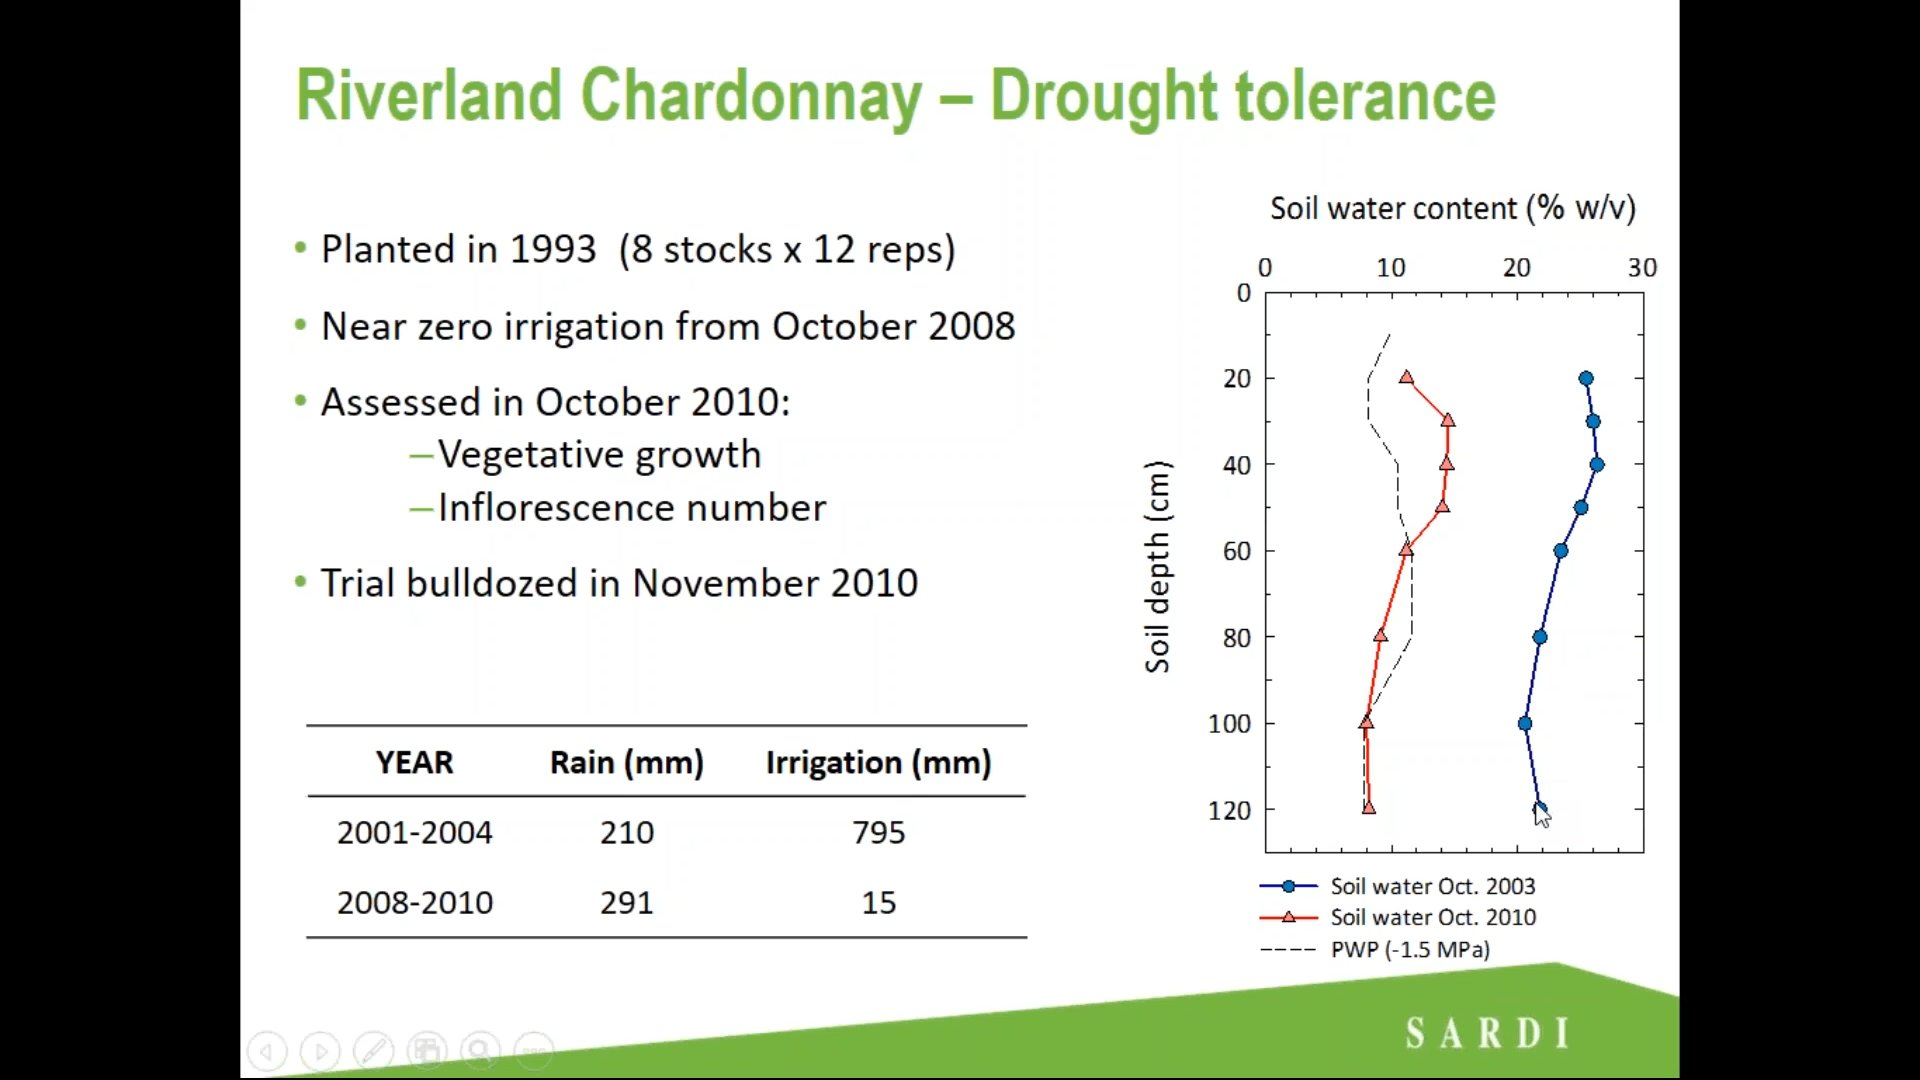 Riverland Chardonnay – Drought tolerance
• Planted in 1993 (8 stocks x 12 reps)
• Near zero irrigation from October 2008
• Assessed in October 2010:
–Vegetative growth
–Inflorescence number
• Trial bulldozed in November 2010
YEAR Rain (mm) Irrigation (mm)
2001-2004 210 795
2008-2010 291 15
Soil water content (% w/v)
0 10 20 30
0
20
40
60
80
100
120
Soil depth (cm)
Soil water Oct. 2003
Soil water Oct. 2010
PWP (-1.5 MPa)
SARDI